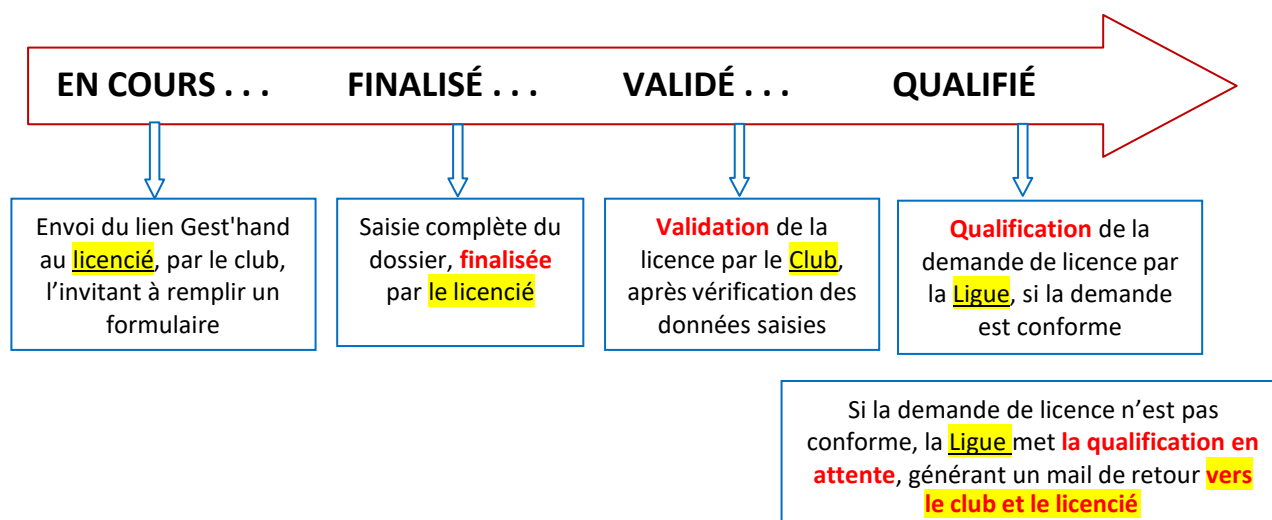 EN COURS . . .
FINALISÉ . . .
VALIDÉ . . .
QUALIFIÉ
Envoi du lien Gest'hand
au licencié, par le club,
l’invitant à remplir un
formulaire
Saisie complète du
dossier, finalisée
par le licencié
Validation de la
licence par le Club,
après vérification des
données saisies
Qualification de la
demande de licence par
la Ligue, si la demande
est conforme
Si la demande de licence n’est pas
conforme, la Ligue met la qualification en
attente, générant un mail de retour vers
le club et le licencié